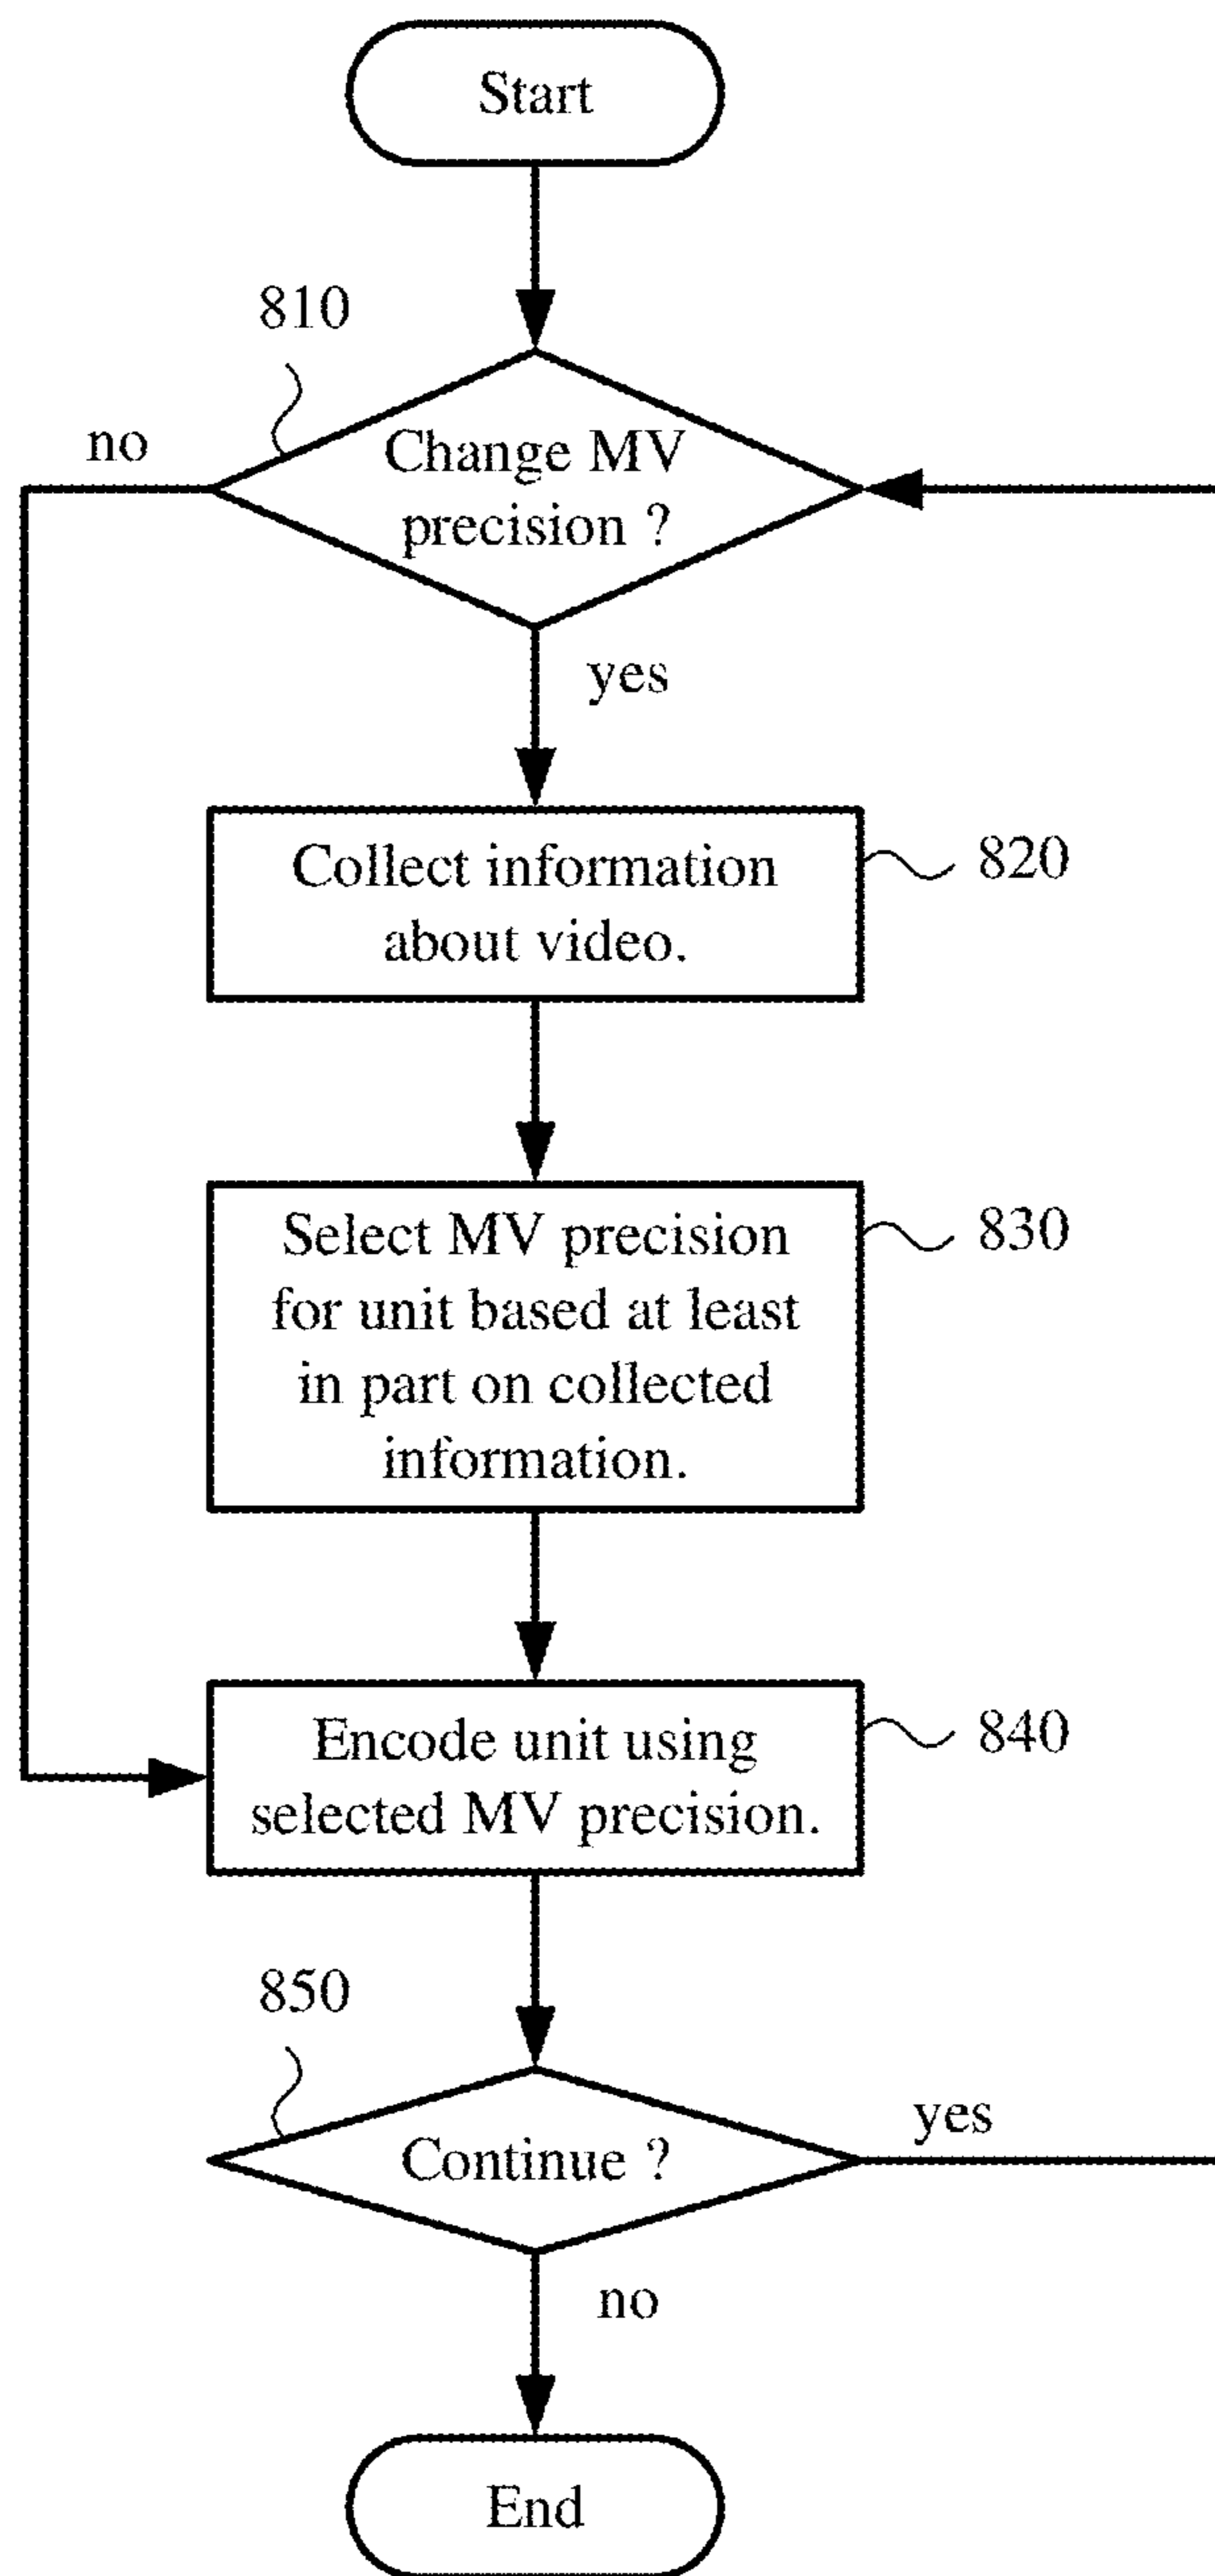 Start
810
no
Change MV
precision ?
yes
Collect information
about video.
820
Select MV precision
for unit based at least
in part on collected
information.
830
Encode unit using
selected MV precision.
840
850
Continue ?
yes
no
End